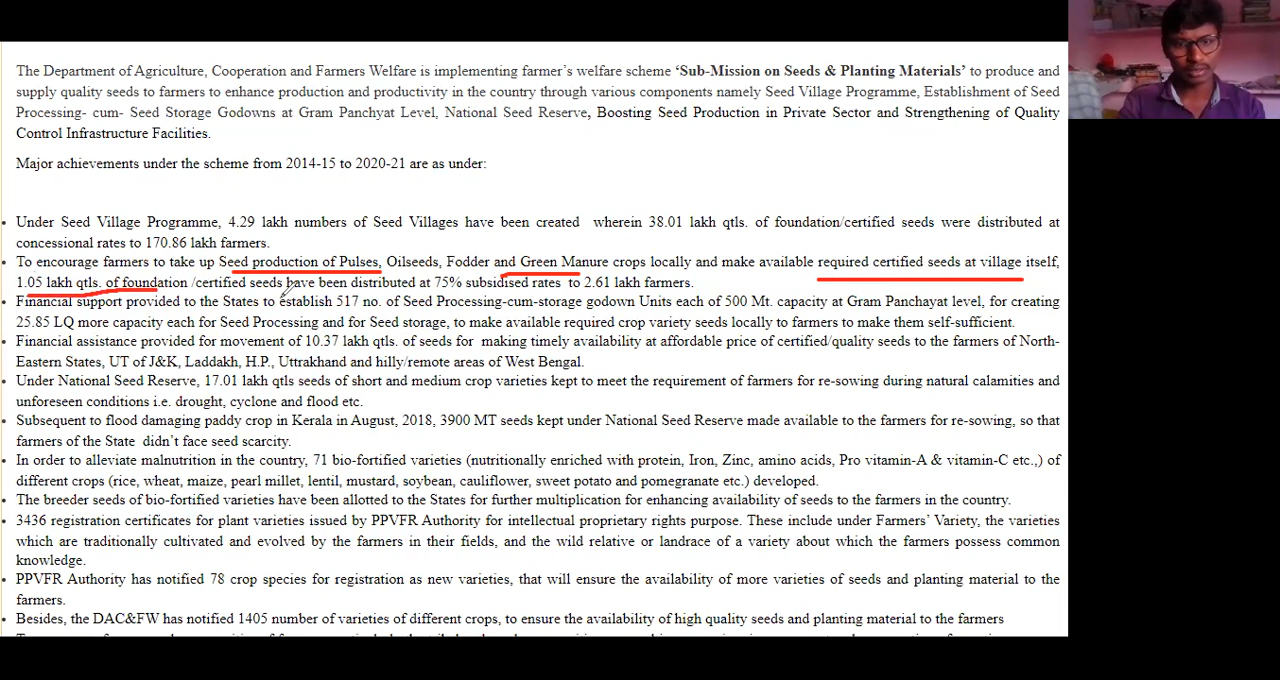 The Department of Agriculture, Cooperation and Farmers Welfare is implementing farmer's welfare scheme ‘Sub-Mission on Seeds & Planting Materials’ to produce and
supply quality seeds to farmers to enhance production and productivity in the country through various components namely Seed Village Programme, Establishment of Seed
Processing- cum- Seed Storage Godowns at Gram Panchyat Level, National Seed Reserve, Boosting Seed Production in Private Sector and Strengthening of Quality
Control Infrastructure Facilities.
Major achievements under the scheme from 2014-15 to 2020-21 are as under:
• Under Seed Village Programme, 4.29 lakh numbers of Seed Villages have been created wherein 38.01 lakh qtls. of foundation/certified seeds were distributed at
concessional rates to 170.86 lakh farmers.
• To encourage farmers to take up Seed production of Pulses, Oilseeds, Fodder and Green Manure crops locally and make available required certified seeds at village itself,
1.05 lakh qtls. of foundation /certified seeds have been distributed at 75% subsidised rates to 2.61 lakh farmers.
• Financial support provided to the States to establish 517 no. of Seed Processing-cum-storage godown Units each of 500 Mt. capacity at Gram Panchayat level, for creating
25.85 LQ more capacity each for Seed Processing and for Seed storage, to make available required crop variety seeds locally to farmers to make them self-sufficient.
• Financial assistance provided for movement of 10.37 lakh qtls. of seeds for making timely availability at affordable price of certified/quality seeds to the farmers of North-
Eastern States, UT of J&K, Laddakh, H.P., Uttrakhand and hilly/remote areas of West Bengal.
• Under National Seed Reserve, 17.01 lakh qtls seeds of short and medium crop varieties kept to meet the requirement of farmers for re-sowing during natural calamities and
unforeseen conditions i.e. drought, cyclone and flood etc.
• Subsequent to flood damaging paddy crop in Kerala in August, 2018, 3900 MT seeds kept under National Seed Reserve made available to the farmers for re-sowing, so that
farmers of the State didn't face seed scarcity.
• In order to alleviate malnutrition in the country, 71 bio-fortified varieties (nutritionally enriched with protein, Iron, Zinc, amino acids, Pro vitamin-A & vitamin-C etc.,) of
different crops (rice, wheat, maize, pearl millet, lentil, mustard, soybean, cauliflower, sweet potato and pomegranate etc.) developed.
• The breeder seeds of bio-fortified varieties have been allotted to the States for further multiplication for enhancing availability of seeds to the farmers in the country.
• 3436 registration certificates for plant varieties issued by PPVFR Authority for intellectual proprietary rights purpose. These include under Farmers' Variety, the varieties
which are traditionally cultivated and evolved by the farmers in their fields, and the wild relative or landrace of a variety about which the farmers possess common
knowledge.
• PPVFR Authority has notified 78 crop species for registration as new varieties, that will ensure the availability of more varieties of seeds and planting material to the
farmers.
• Besides, the DAC&FW has notified 1405 number of varieties of different crops, to ensure the availability of high quality seeds and planting material to the farmers